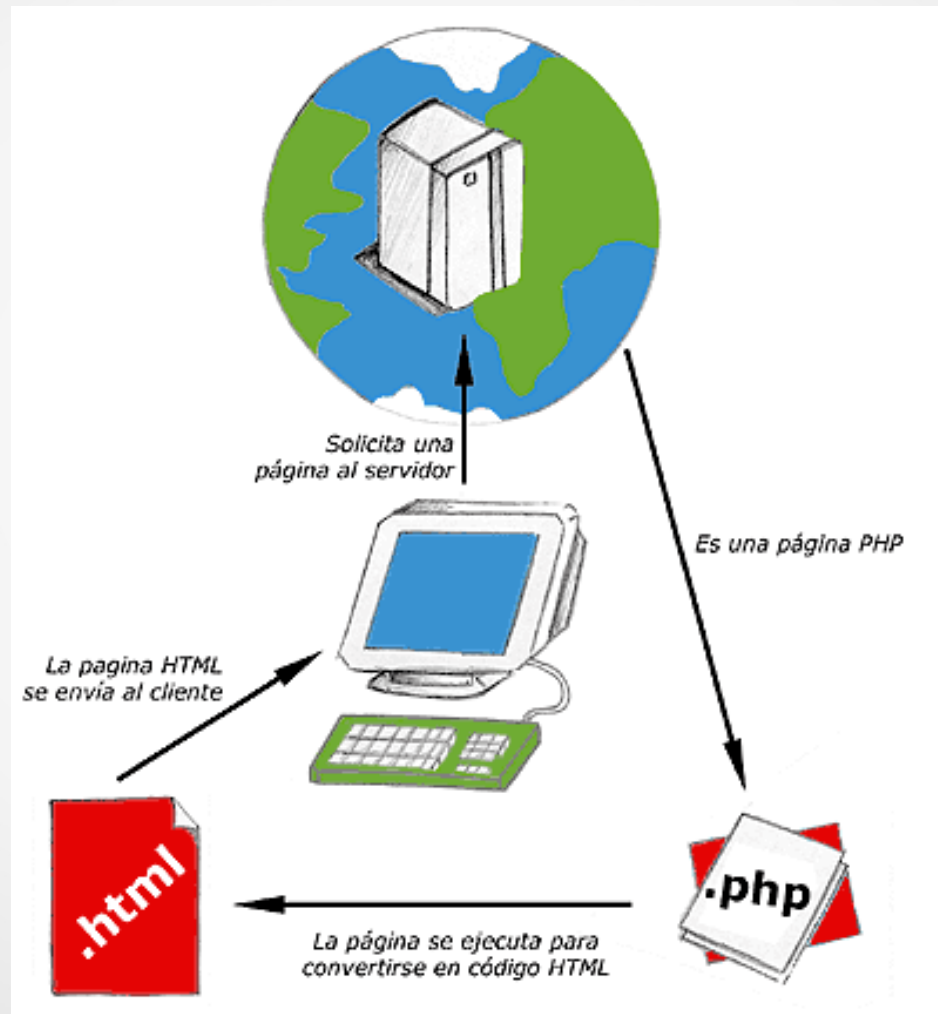 Solicita una
página al servidor
Es una página PHP
La pagina HTML
se envía al cliente
.html
.php
La página se ejecuta para
convertirse en código HTML